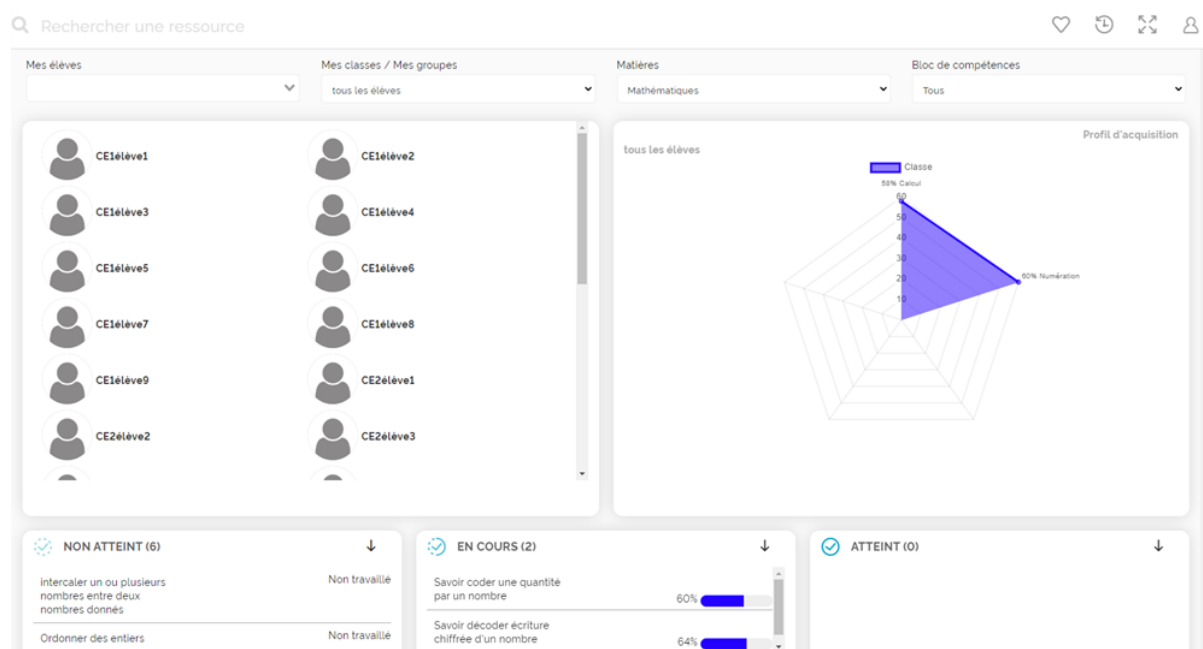 Rechercher une ressource
Mes élèves
Mes classes / Mes groupes
Matières
Bloc de compétences
tous les élèves
Mathématiques
Tous
CE1élève1
CE1élève2
CE1élève3
CE1élève4
CE1élève5
CE1élève6
CE1élève7
CE1élève8
CE1élève9
CE2élève1
CE2élève2
CE2élève3
Profil d'acquisition
tous les élèves
Classe
58% Calcul
60
50
40
30
20
10
60% Numération
NON ATTEINT (6)
intercaler un ou plusieurs
nombres entre deux
nombres donnés
Non travaillé
Ordonner des entiers
Non travaillé
EN COURS (2)
Savoir coder une quantité
par un nombre
60%
Savoir décoder écriture
chiffrée d'un nombre
64%
ATTEINT (0)